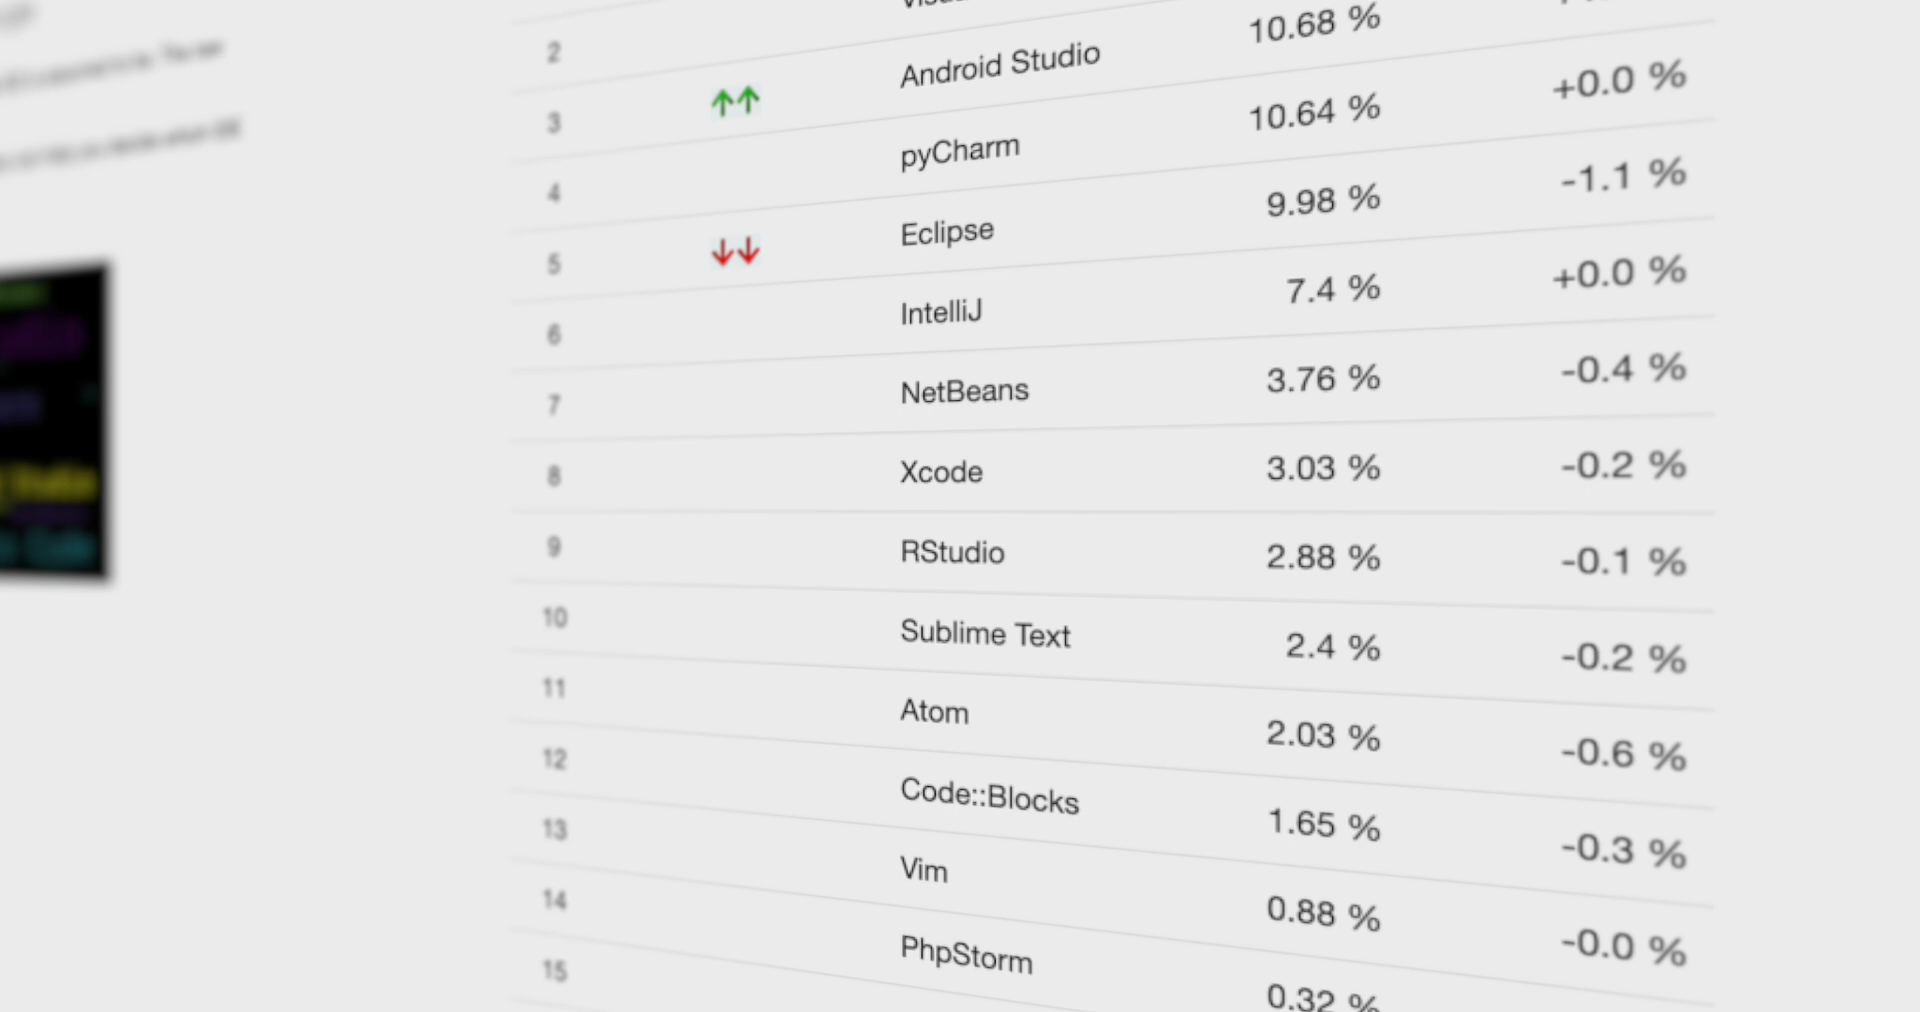 2
3 ↑↑ Android Studio 10.68 %
4 pyCharm 10.64 % +0.0 %
5 ↓↓ Eclipse 9.98 % -1.1 %
6 IntelliJ 7.4 % +0.0 %
7 NetBeans 3.76 % -0.4 %
8 Xcode 3.03 % -0.2 %
9 RStudio 2.88 % -0.1 %
10 Sublime Text 2.4 % -0.2 %
11 Atom 2.03 % -0.6 %
12 Code::Blocks 1.65 % -0.3 %
13 Vim 0.88 % -0.0 %
14 PhpStorm 0.32 %
15